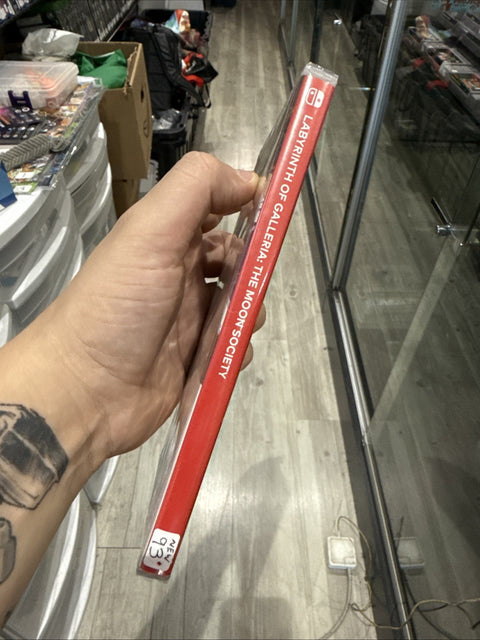 LABYRINTH OF GALLERIA: THE MOON SOCIETY
NEW
93.